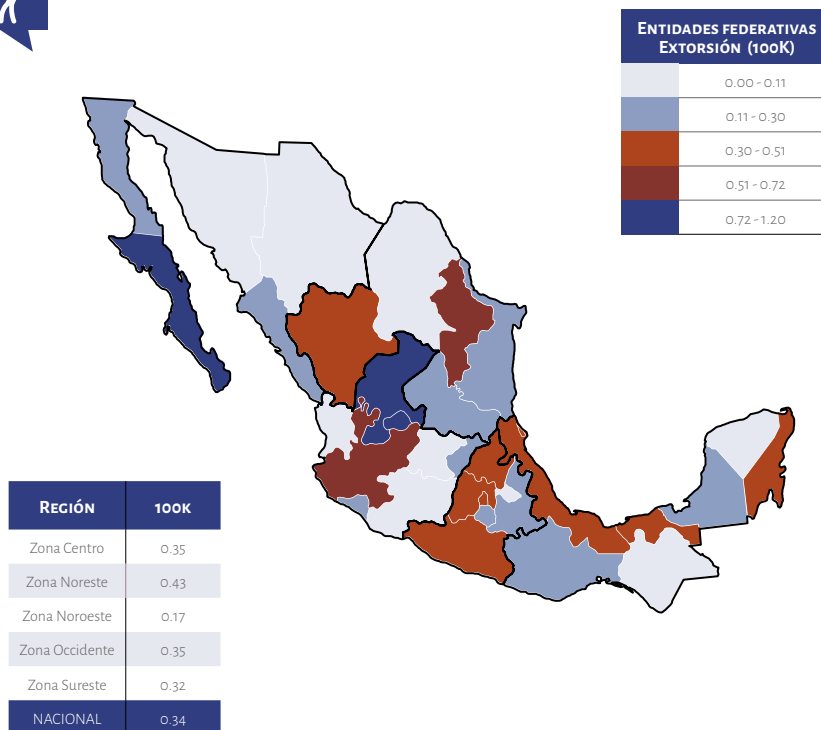 ENTIDADES FEDERATIVAS
EXTORSIÓN (100K)
0.00 - 0.11
0.11 - 0.30
0.30 - 0.51
0.51 - 0.72
0.72 - 1.20
REGIÓN 100K
Zona Centro 0.35
Zona Noreste 0.43
Zona Noroeste 0.17
Zona Occidente 0.35
Zona Sureste 0.32
NACIONAL 0.34